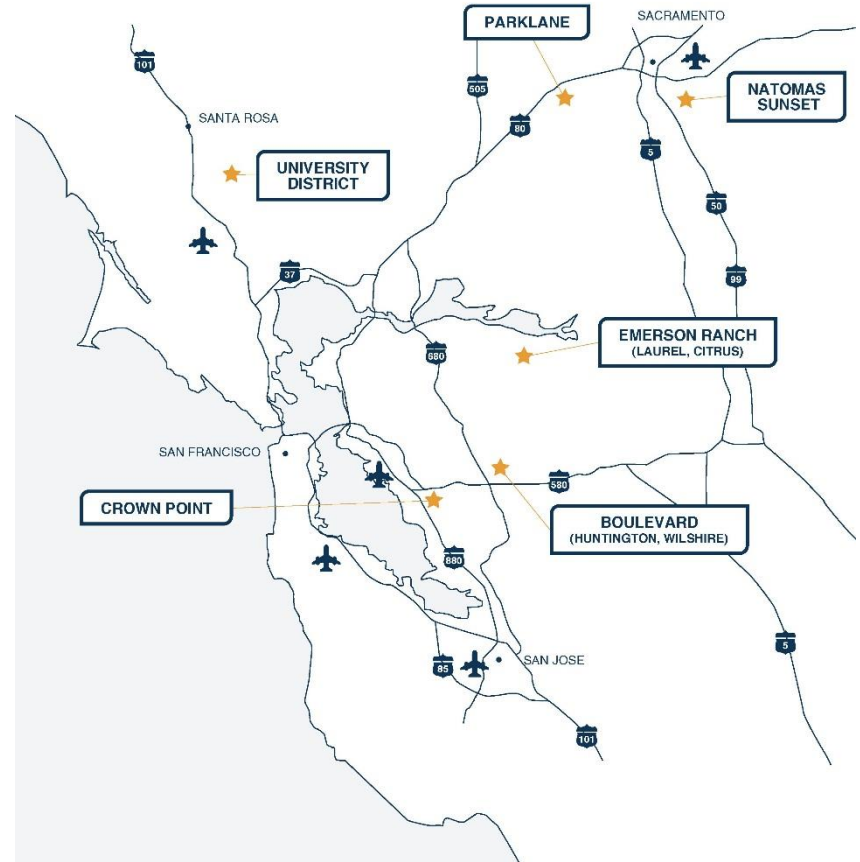 PARKLANE
SACRAMENTO
101
505
NATOMAS
SUNSET
80
SANTA ROSA
5
UNIVERSITY
DISTRICT
50
37
99
EMERSON RANCH
(LAUREL, CITRUS)
680
SAN FRANCISCO
580
CROWN POINT
BOULEVARD
(HUNTINGTON, WILSHIRE)
880
5
SAN JOSE
85
101